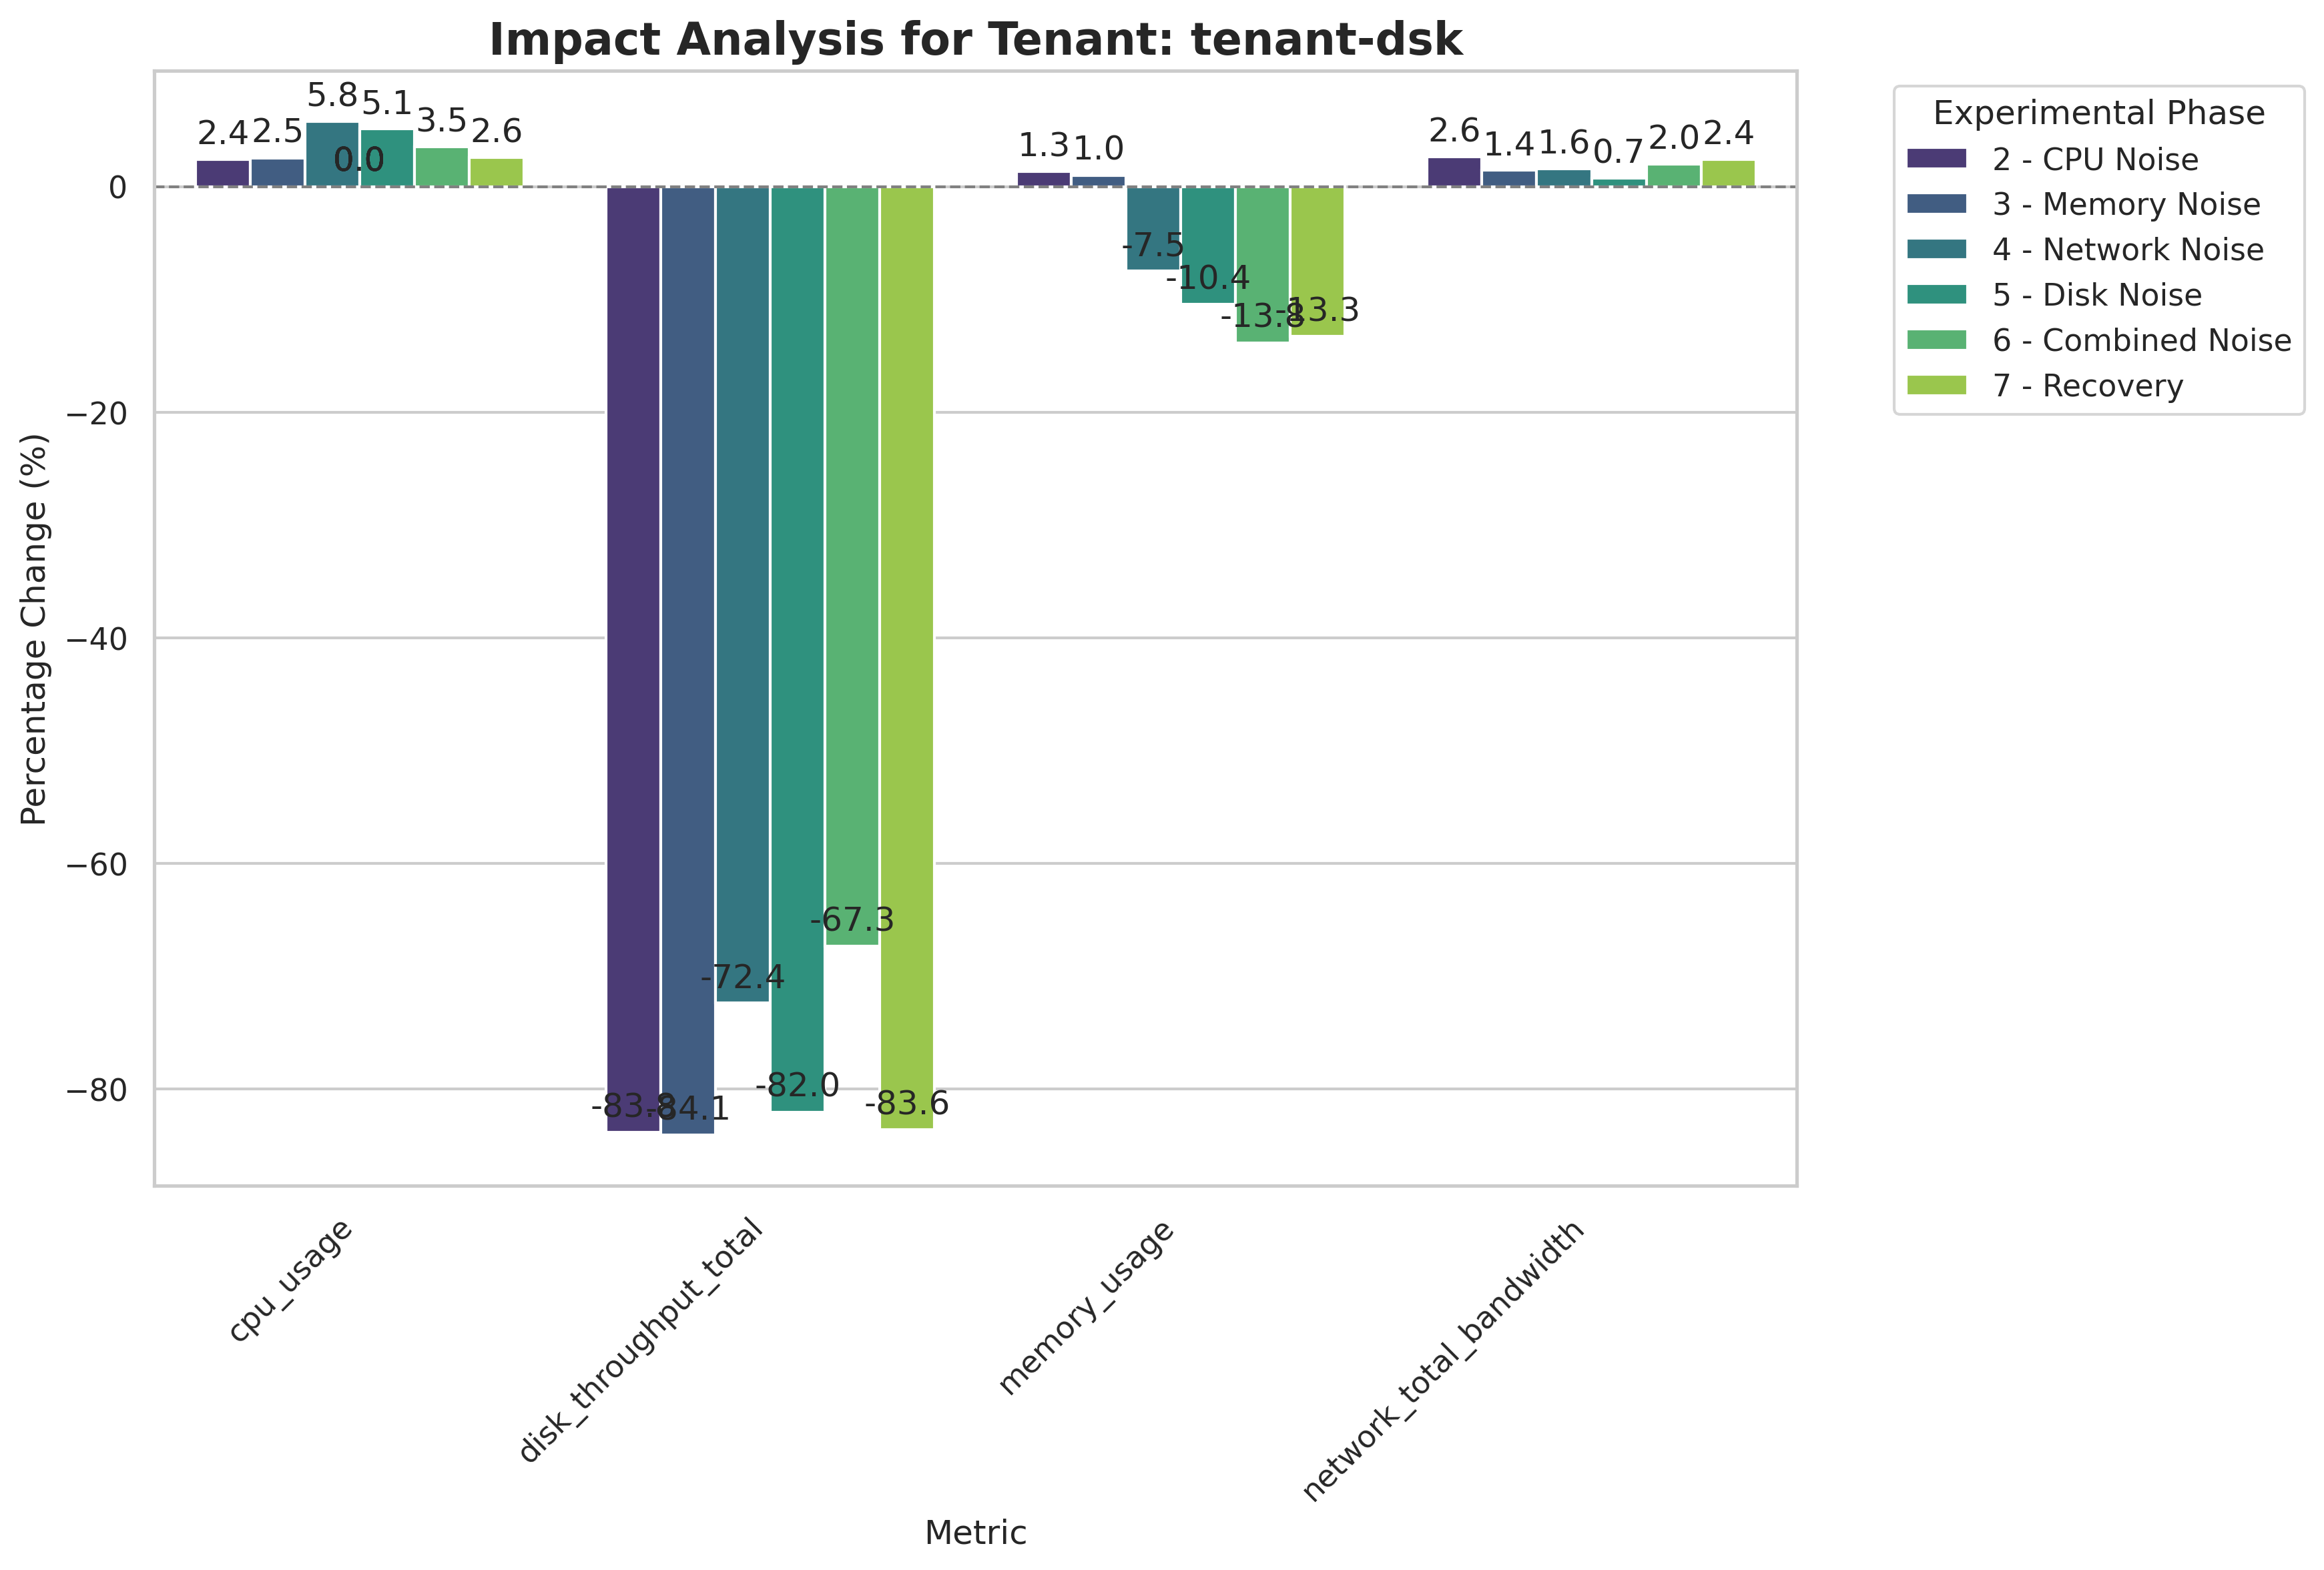 Impact Analysis for Tenant: tenant-dsk
Percentage Change (%)
0
−20
−40
−60
−80
2.4
2.5
5.8
5.1
3.5
2.6
0.0
-83.8
-84.1
-72.4
-82.0
-67.3
-83.6
1.3
1.0
-7.5
-10.4
-13.8
-13.3
2.6
1.4
1.6
0.7
2.0
2.4
cpu_usage
disk_throughput_total
memory_usage
network_total_bandwidth
Metric
Experimental Phase
2 - CPU Noise
3 - Memory Noise
4 - Network Noise
5 - Disk Noise
6 - Combined Noise
7 - Recovery